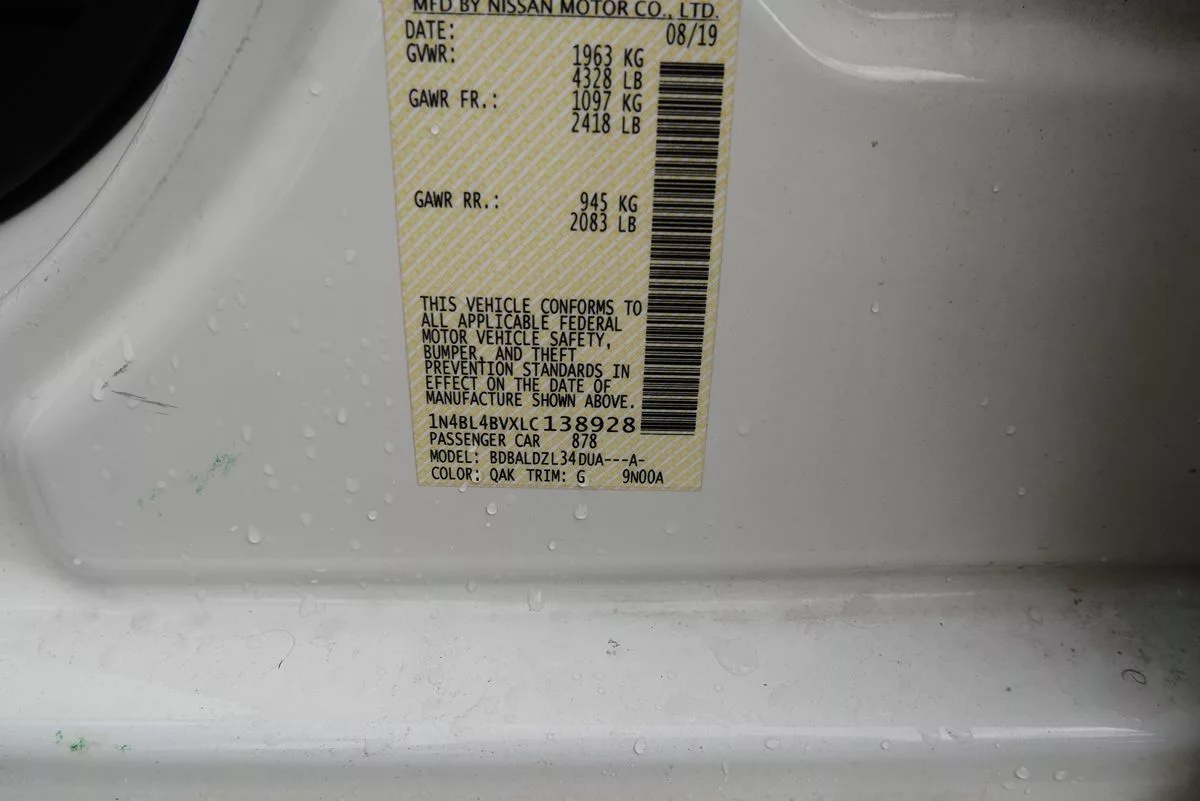 MFD BY NISSAN MOTOR CO., LTD.
DATE: 08/19
GVWR: 1963 KG
4328 LB
GAWR FR.: 1097 KG
2418 LB
GAWR RR.: 945 KG
2083 LB
THIS VEHICLE CONFORMS TO
ALL APPLICABLE FEDERAL
MOTOR VEHICLE SAFETY,
BUMPER, AND THEFT
PREVENTION STANDARDS IN
EFFECT ON THE DATE OF
MANUFACTURE SHOWN ABOVE.
1N4BL4BVXLC138928
PASSENGER CAR 878
MODEL: BDBALDZL34DUA---A-
COLOR: QAK TRIM: G 9N00A